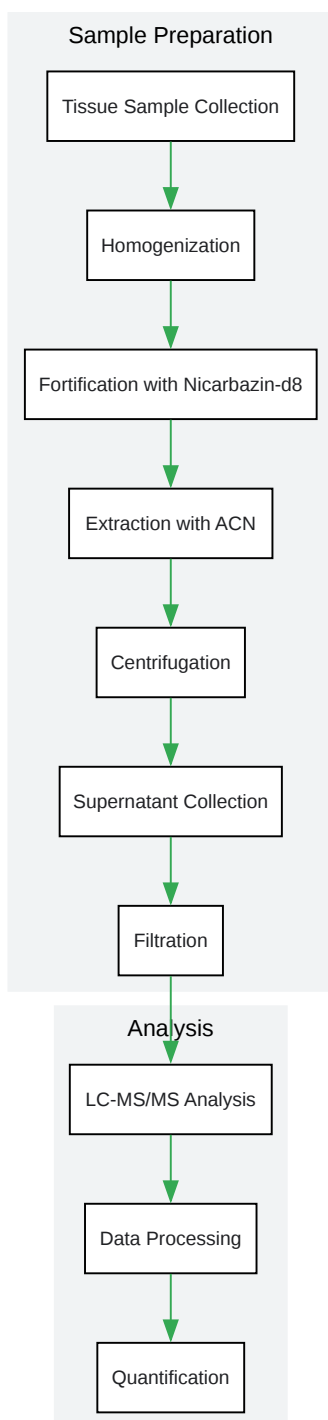 Sample Preparation
Tissue Sample Collection
Homogenization
Fortification with Nicarbazin-d8
Extraction with ACN
Centrifugation
Supernatant Collection
Filtration
Analysis
LC-MS/MS Analysis
Data Processing
Quantification